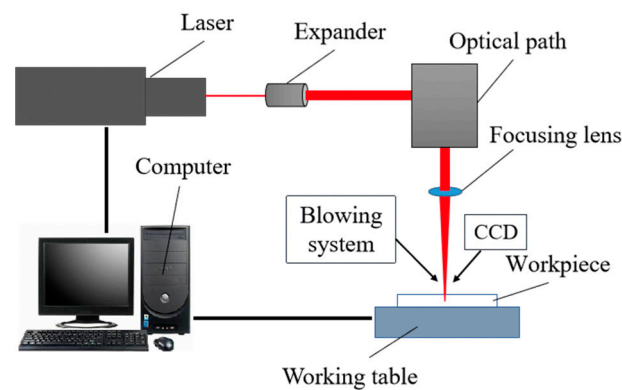 Laser
Expander
Optical path
Focusing lens
Computer
Blowing
system
CCD
Workpiece
Working table